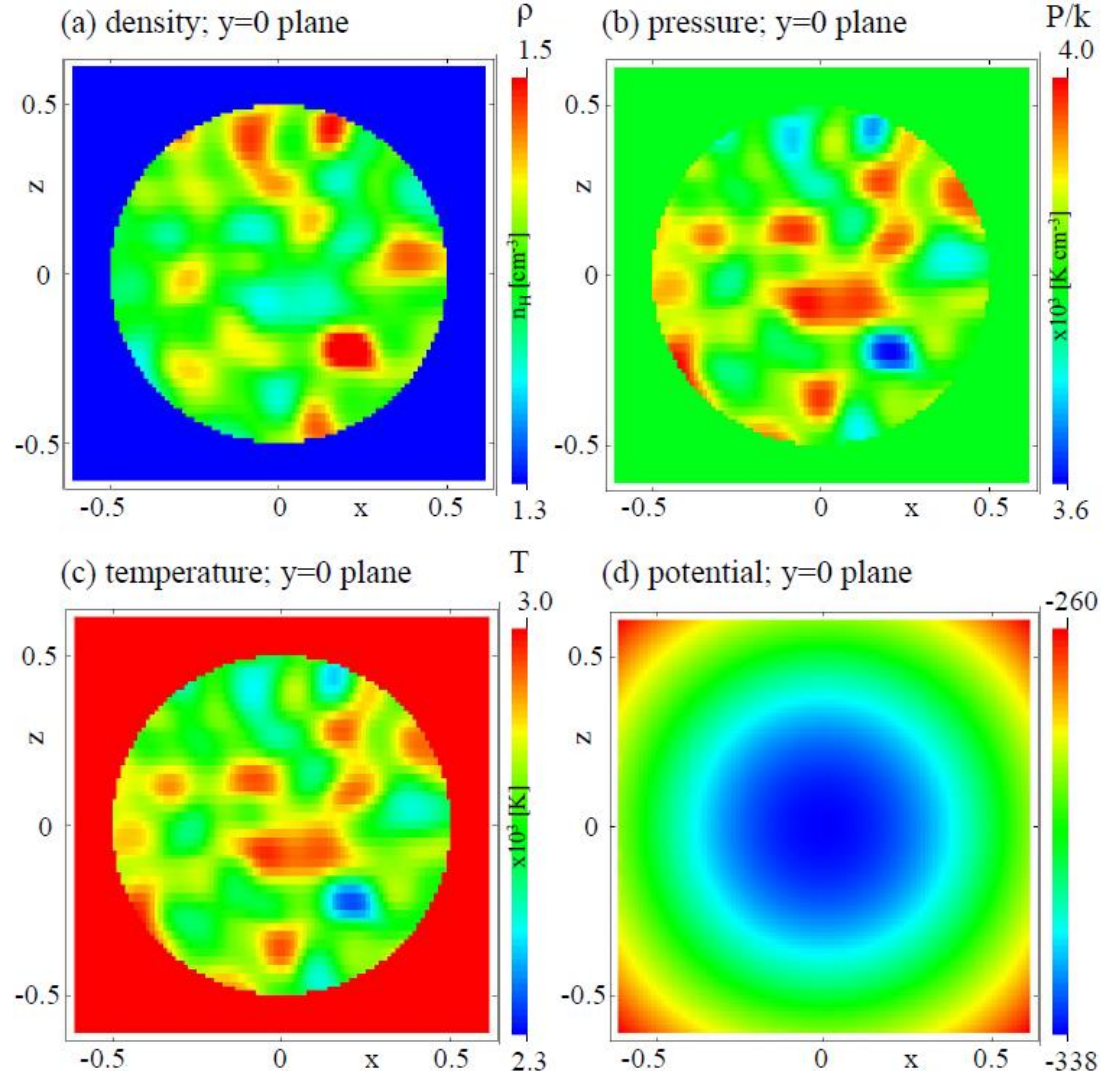 (a) density; y=0 plane
ρ
1.5
0.5
z
0
-0.5
-0.5
0
x
0.5
n_H [cm⁻³]
1.3
(b) pressure; y=0 plane
P/k
4.0
0.5
z
0
-0.5
-0.5
0
x
0.5
x10³ [K cm⁻³]
3.6
(c) temperature; y=0 plane
T
3.0
0.5
z
0
-0.5
-0.5
0
x
0.5
x10³ [K]
2.3
(d) potential; y=0 plane
-260
0.5
z
0
-0.5
-0.5
0
x
0.5
-338